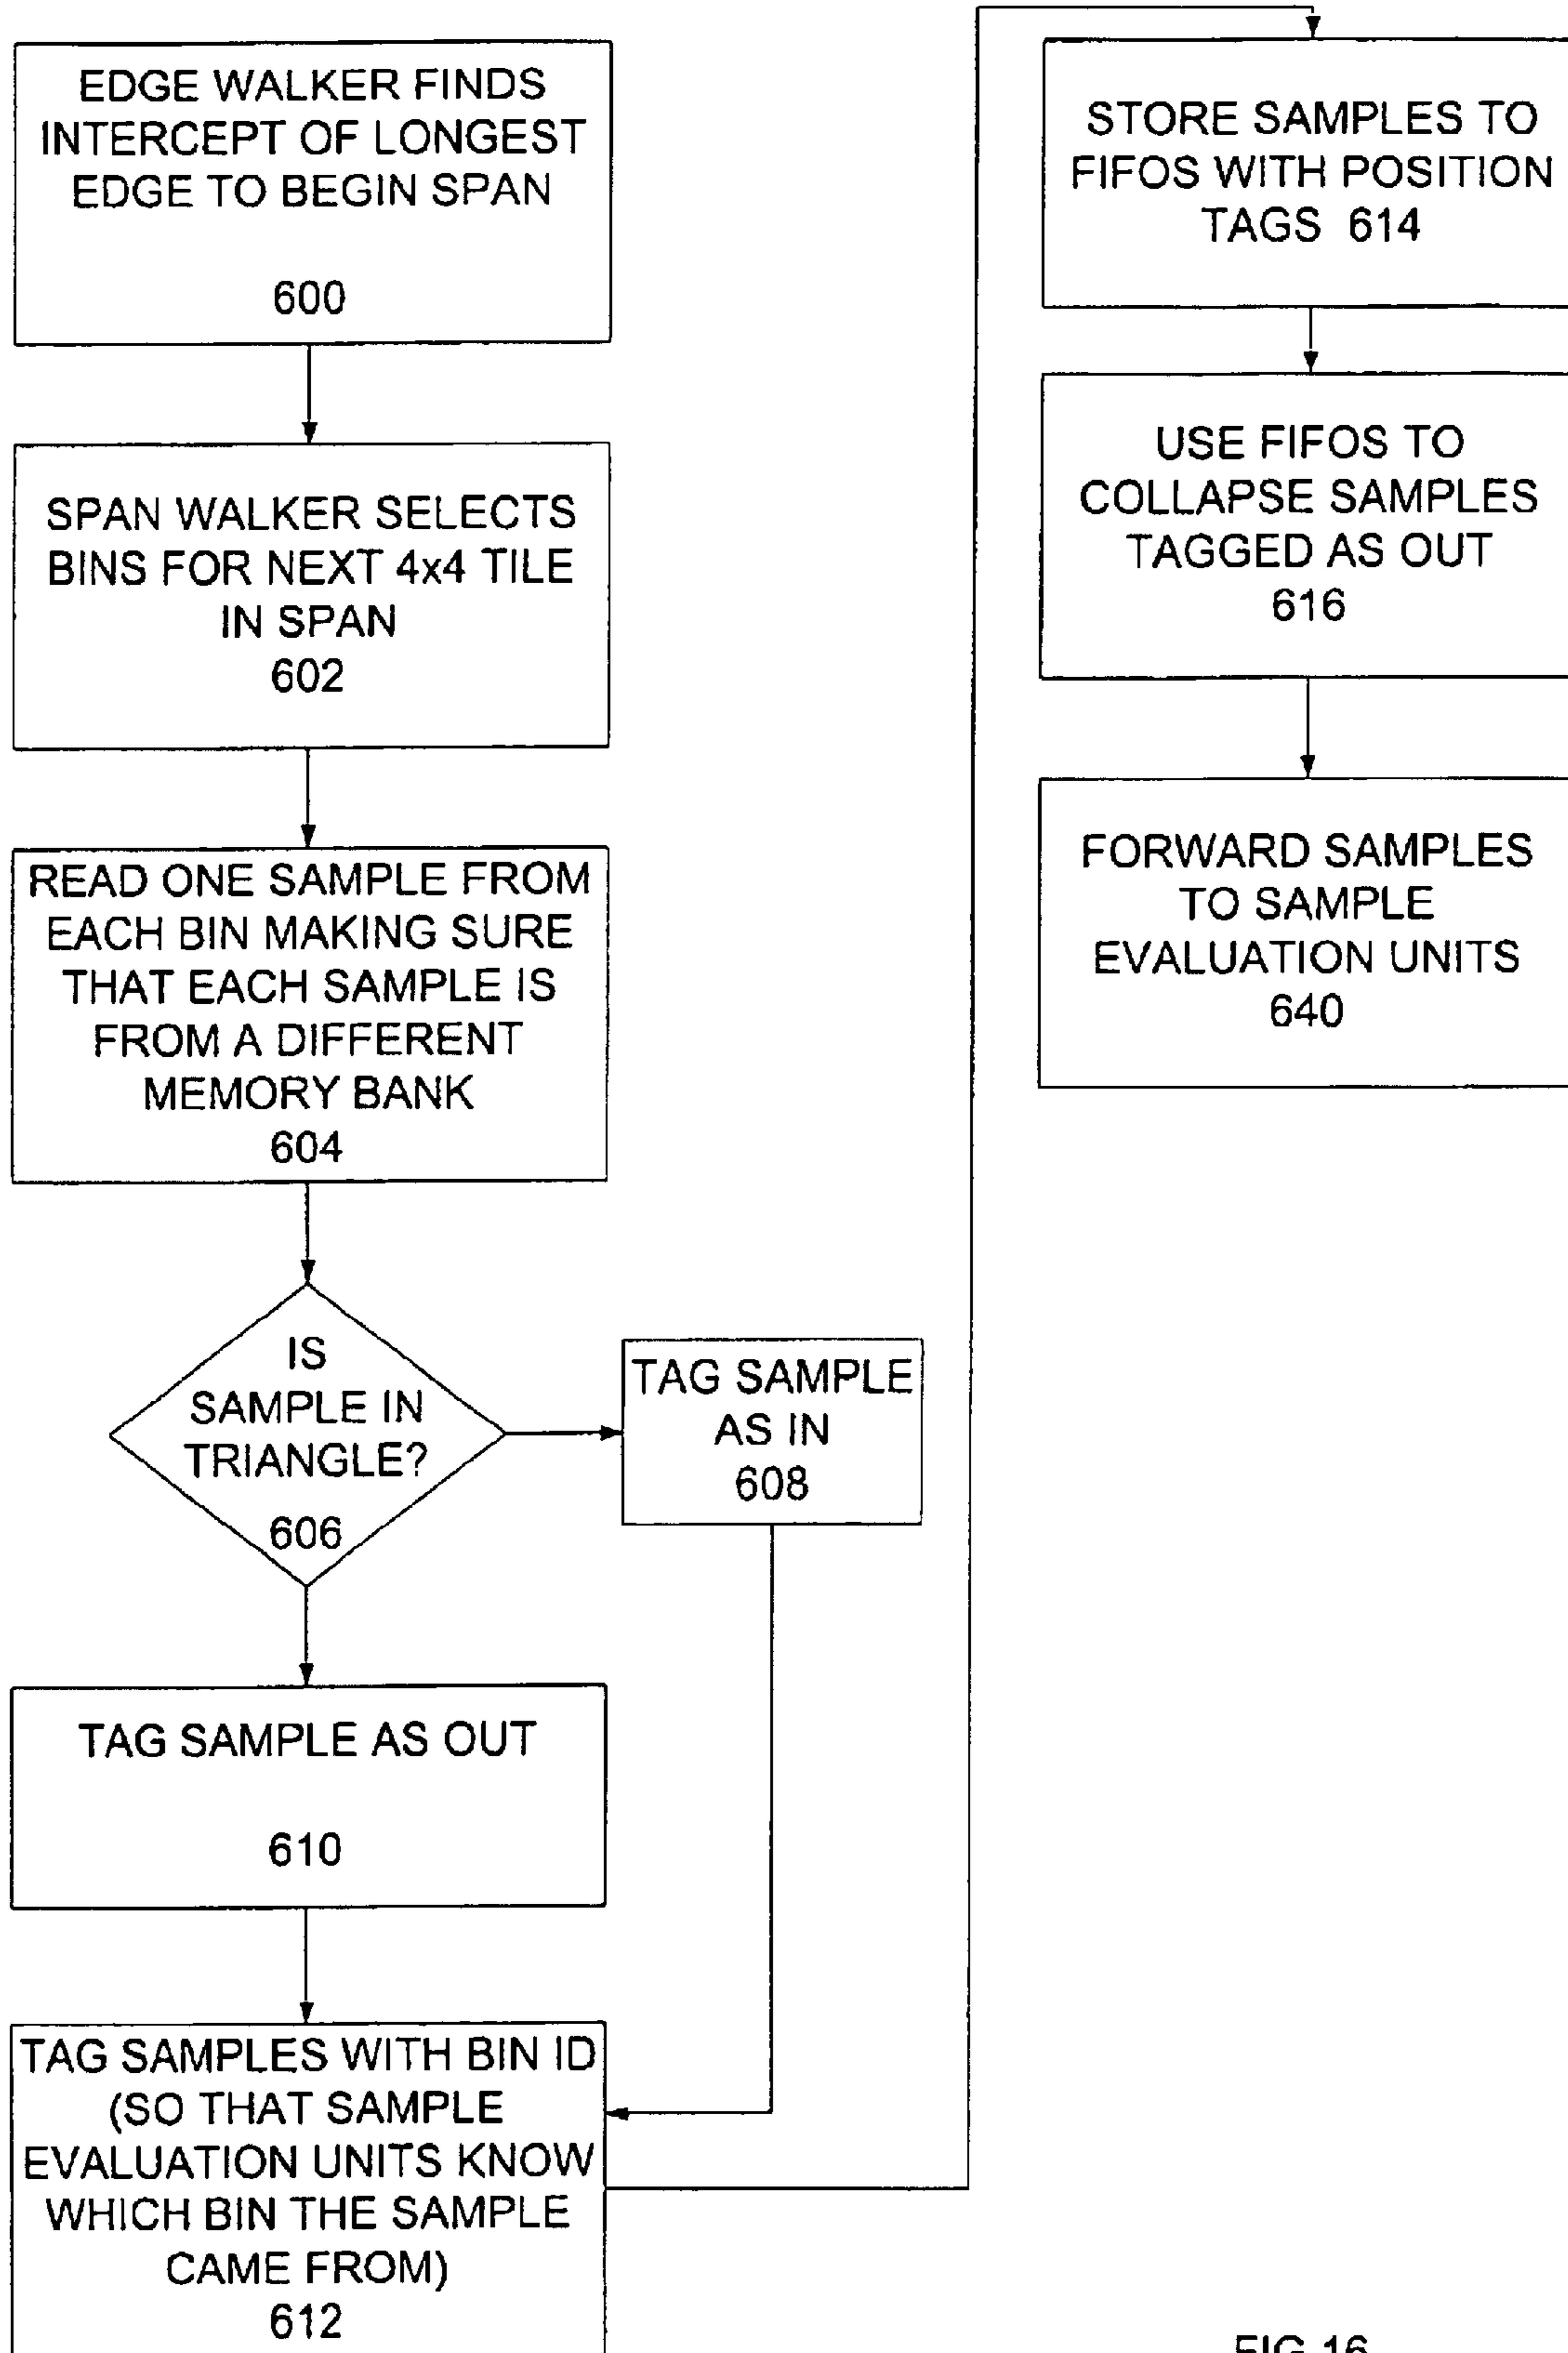 EDGE WALKER FINDS
INTERCEPT OF LONGEST
EDGE TO BEGIN SPAN
600
SPAN WALKER SELECTS
BINS FOR NEXT 4x4 TILE
IN SPAN
602
READ ONE SAMPLE FROM
EACH BIN MAKING SURE
THAT EACH SAMPLE IS
FROM A DIFFERENT
MEMORY BANK
604
IS
SAMPLE IN
TRIANGLE?
606
TAG SAMPLE
AS IN
608
TAG SAMPLE AS OUT
610
TAG SAMPLES WITH BIN ID
(SO THAT SAMPLE
EVALUATION UNITS KNOW
WHICH BIN THE SAMPLE
CAME FROM)
612
STORE SAMPLES TO
FIFOS WITH POSITION
TAGS 614
USE FIFOS TO
COLLAPSE SAMPLES
TAGGED AS OUT
616
FORWARD SAMPLES
TO SAMPLE
EVALUATION UNITS
640
FIG 16